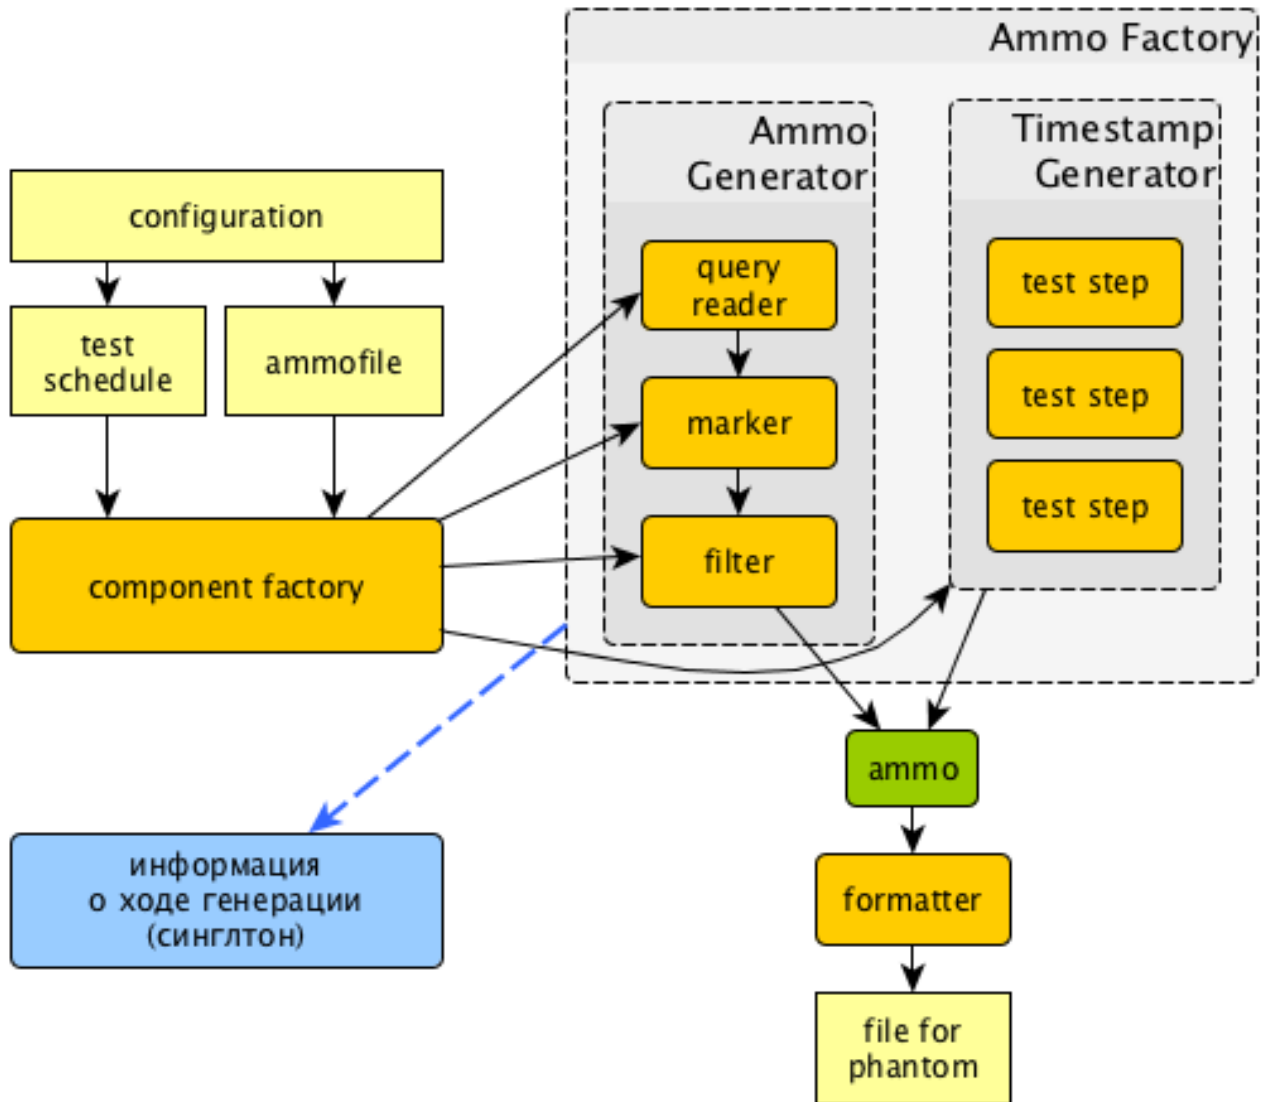 Ammo Factory
Ammo
Generator
Timestamp
Generator
configuration
test
schedule
ammofile
component factory
query
reader
marker
filter
test step
test step
test step
ammo
информация
о ходе генерации
(синглтон)
formatter
file for
phantom